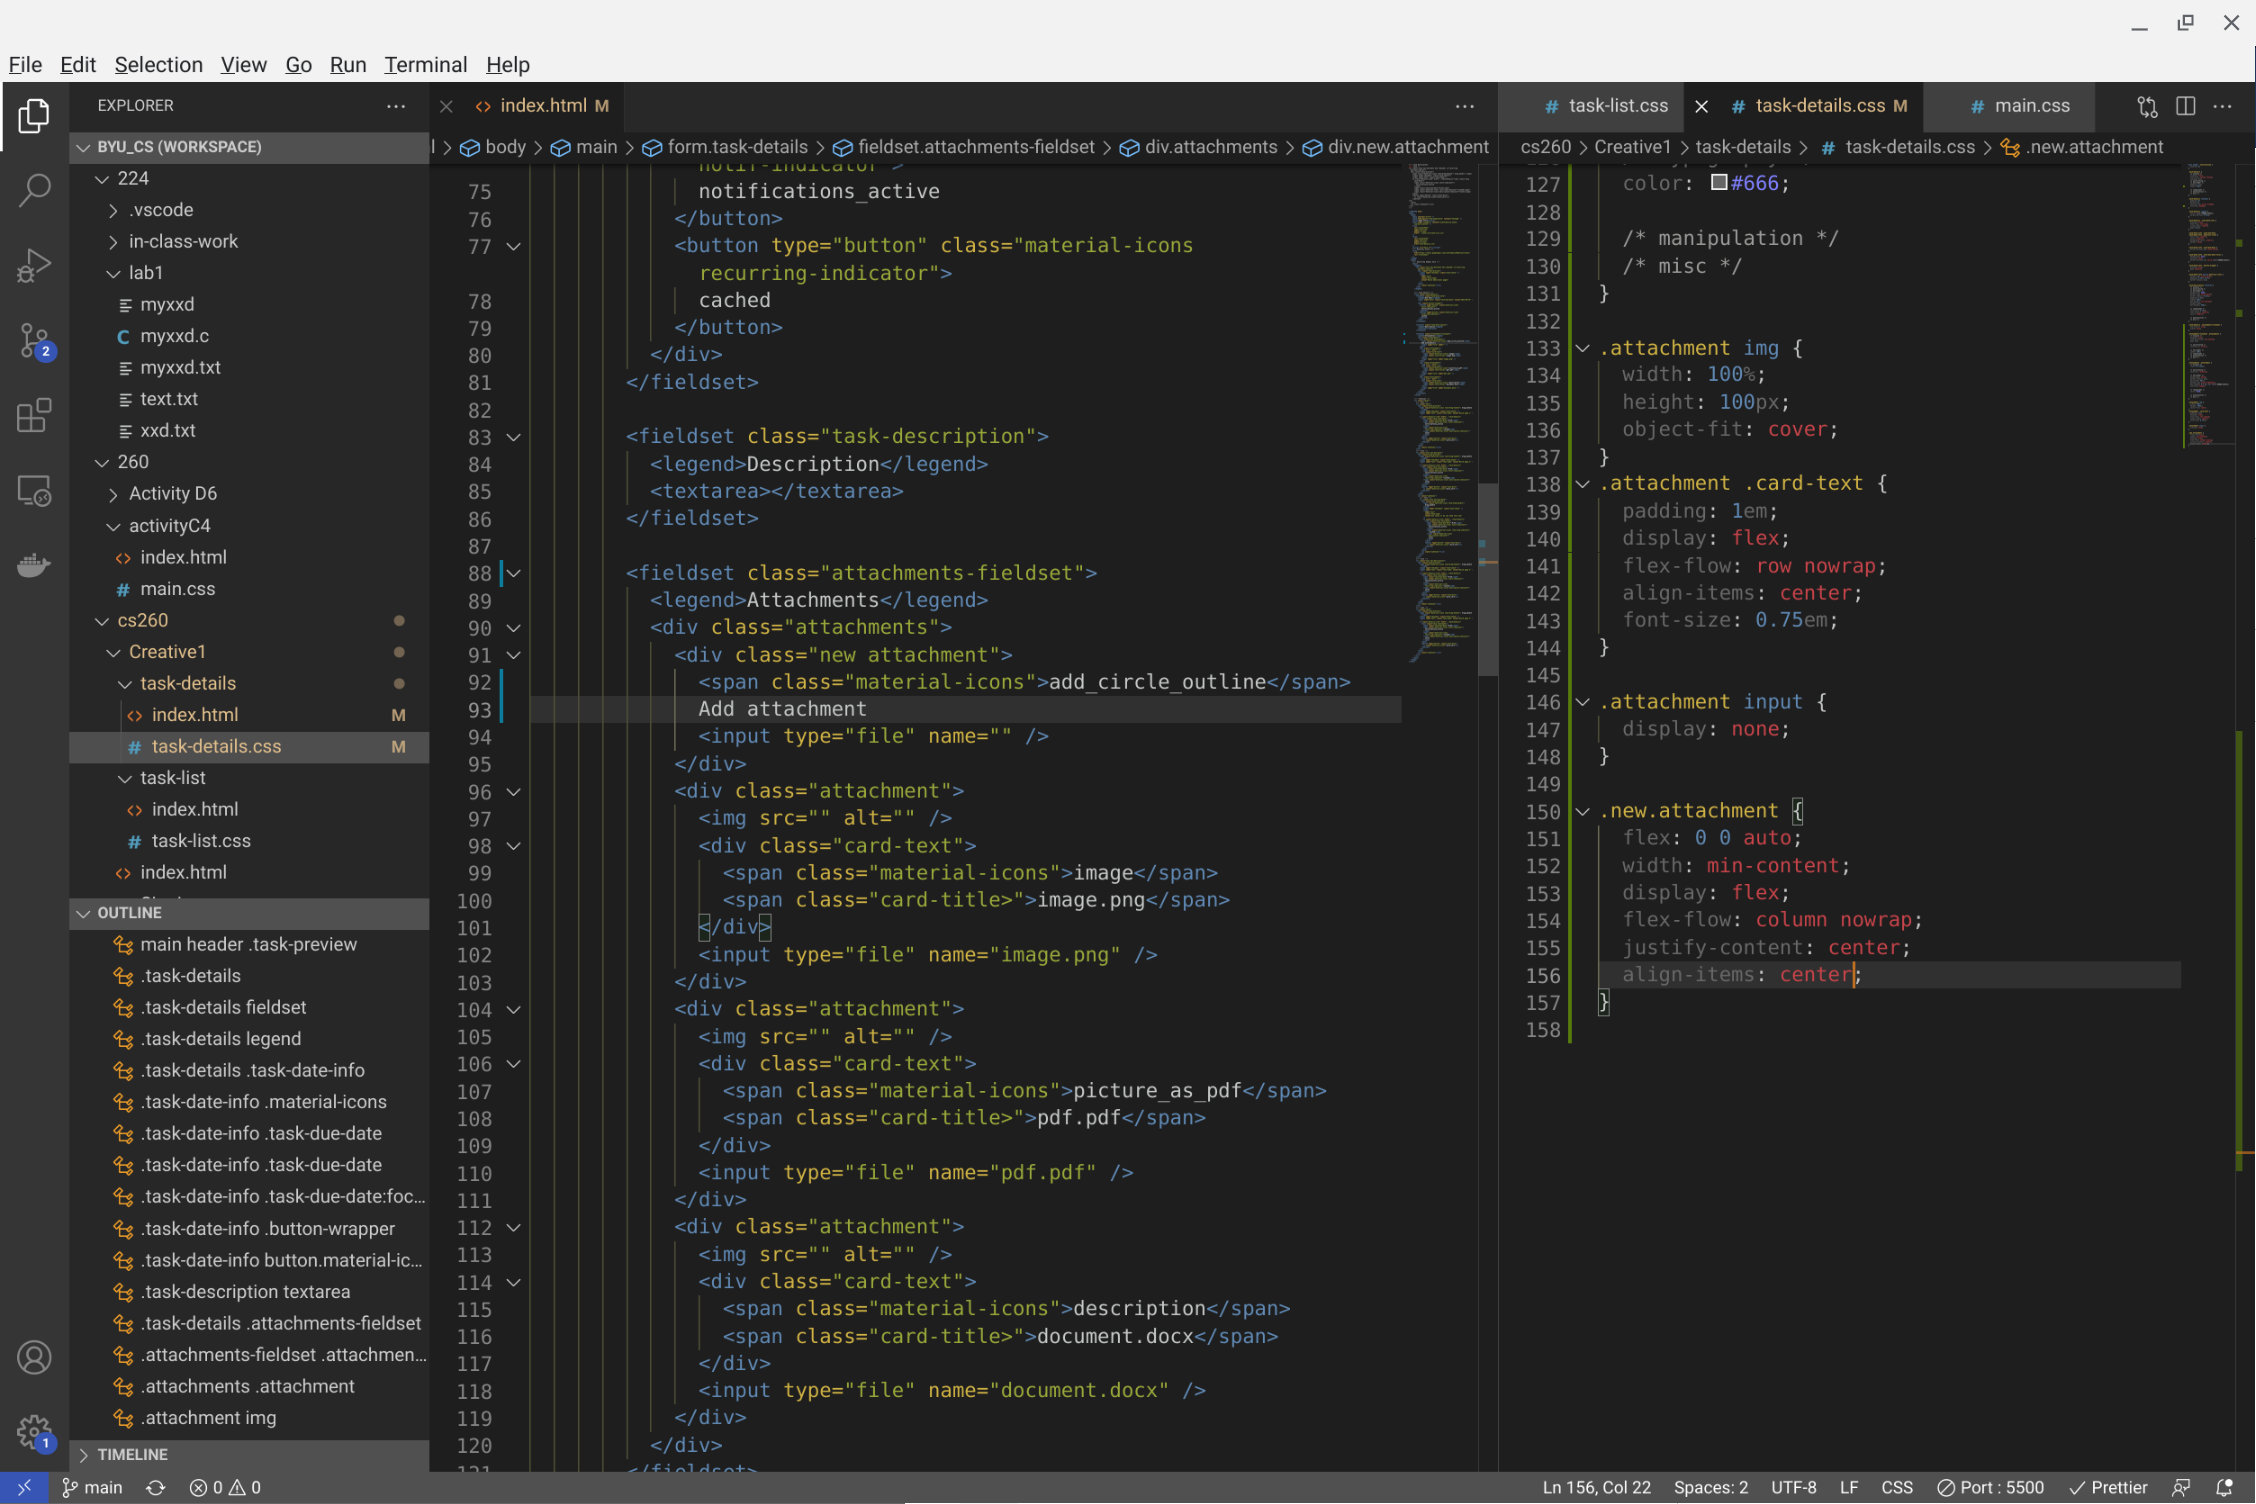 File Edit Selection View Go Run Terminal Help
EXPLORER
BYU_CS (WORKSPACE)
224
.vscode
in-class-work
lab1
myxxd
C myxxd.c
myxxd.txt
text.txt
xxd.txt
260
Activity D6
activityC4
<> index.html
# main.css
cs260
Creative1
task-details
<> index.html M
# task-details.css M
task-list
<> index.html
# task-list.css
<> index.html
OUTLINE
main header .task-preview
.task-details
.task-details fieldset
.task-details legend
.task-details .task-date-info
.task-date-info .material-icons
.task-date-info .task-due-date
.task-date-info .task-due-date
.task-date-info .task-due-date:foc...
.task-date-info .button-wrapper
.task-date-info button.material-ic...
.task-description textarea
.task-details .attachments-fieldset
.attachments-fieldset .attachmen...
.attachments .attachment
.attachment img
TIMELINE
2
1
<> index.html M
body > main > form.task-details > fieldset.attachments-fieldset > div.attachments > div.new.attachment
notif-indicator">
75 notifications_active
76 </button>
77 <button type="button" class="material-icons
recurring-indicator">
78 cached
79 </button>
80 </div>
81 </fieldset>
82
83 <fieldset class="task-description">
84 <legend>Description</legend>
85 <textarea></textarea>
86 </fieldset>
87
88 <fieldset class="attachments-fieldset">
89 <legend>Attachments</legend>
90 <div class="attachments">
91 <div class="new attachment">
92 <span class="material-icons">add_circle_outline</span>
93 Add attachment
94 <input type="file" name="" />
95 </div>
96 <div class="attachment">
97 <img src="" alt="" />
98 <div class="card-text">
99 <span class="material-icons">image</span>
100 <span class="card-title>">image.png</span>
101 </div>
102 <input type="file" name="image.png" />
103 </div>
104 <div class="attachment">
105 <img src="" alt="" />
106 <div class="card-text">
107 <span class="material-icons">picture_as_pdf</span>
108 <span class="card-title>">pdf.pdf</span>
109 </div>
110 <input type="file" name="pdf.pdf" />
111 </div>
112 <div class="attachment">
113 <img src="" alt="" />
114 <div class="card-text">
115 <span class="material-icons">description</span>
116 <span class="card-title>">document.docx</span>
117 </div>
118 <input type="file" name="document.docx" />
119 </div>
120 </div>
121 </fieldset>
# task-list.css # task-details.css M # main.css
cs260 > Creative1 > task-details > # task-details.css > .new.attachment
127 color: #666;
128
129 /* manipulation */
130 /* misc */
131 }
132
133 .attachment img {
134 width: 100%;
135 height: 100px;
136 object-fit: cover;
137 }
138 .attachment .card-text {
139 padding: 1em;
140 display: flex;
141 flex-flow: row nowrap;
142 align-items: center;
143 font-size: 0.75em;
144 }
145
146 .attachment input {
147 display: none;
148 }
149
150 .new.attachment {
151 flex: 0 0 auto;
152 width: min-content;
153 display: flex;
154 flex-flow: column nowrap;
155 justify-content: center;
156 align-items: center;
157 }
158
main 0 0 Ln 156, Col 22 Spaces: 2 UTF-8 LF CSS Port : 5500 Prettier